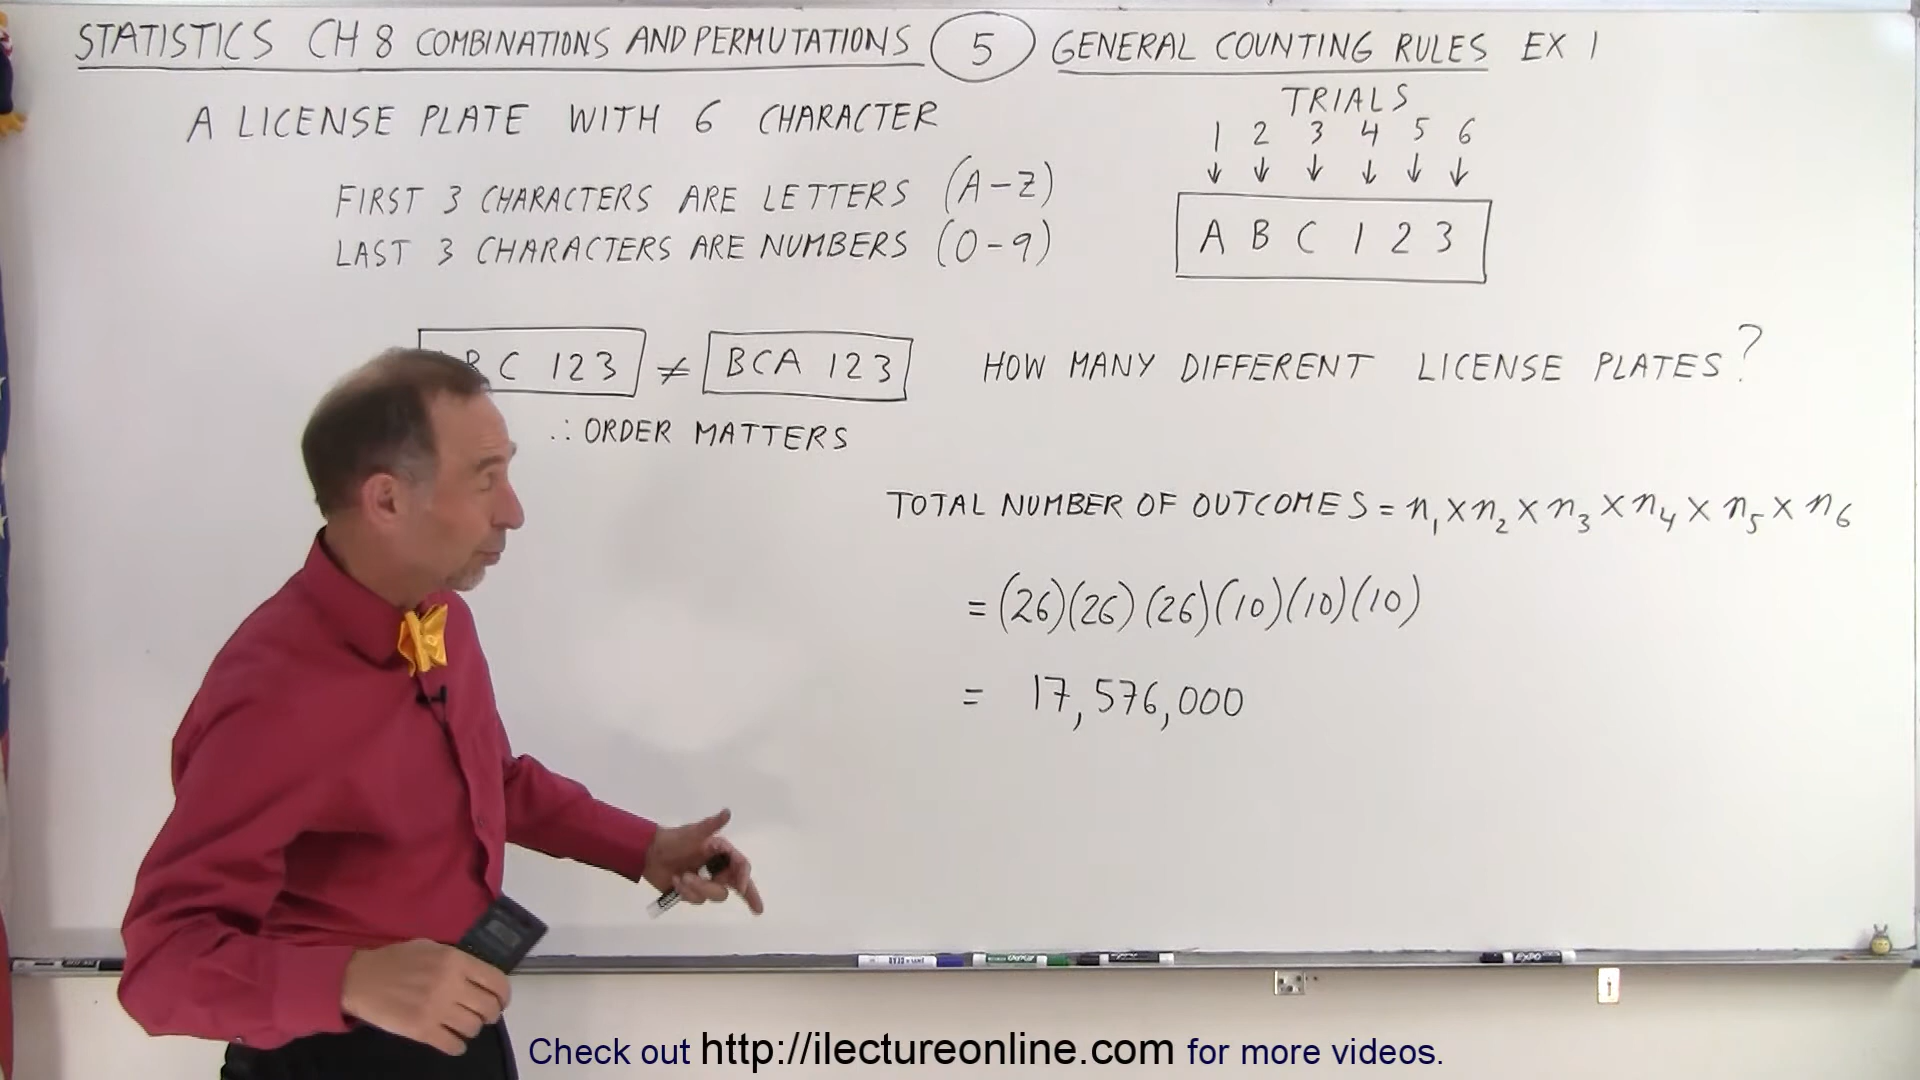 STATISTICS CH 8 COMBINATIONS AND PERMUTATIONS 5 GENERAL COUNTING RULES EX 1
A LICENSE PLATE WITH 6 CHARACTER
FIRST 3 CHARACTERS ARE LETTERS (A-Z)
LAST 3 CHARACTERS ARE NUMBERS (0-9)
TRIALS
1 2 3 4 5 6
↓ ↓ ↓ ↓ ↓ ↓
A B C 1 2 3
B C 123 ≠ BCA 123
∴ ORDER MATTERS
HOW MANY DIFFERENT LICENSE PLATES?
TOTAL NUMBER OF OUTCOMES = n₁ × n₂ × n₃ × n₄ × n₅ × n₆
= (26)(26)(26)(10)(10)(10)
= 17,576,000
EXPO
Check out http://ilectureonline.com for more videos.